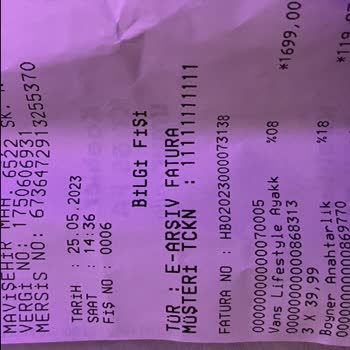 MAVİŞEHİR MAH. 6522 SK.
VERGİ NO: 1750606931
MERSİS NO: 6736472913255370
TARİH : 25.05.2023
SAAT : 14:36
FİŞ NO : 0006
BİLGİ FİŞİ
TÜR : E-ARŞİV FATURA
MÜŞTERİ TCKN : 11111111111
FATURA NO : HB02023000073138
0000000000070005
Vans Lifestyle Ayakk %08 *1699,00
0000000000868313
3 X 39.99
Boyner Anahtarlık %18 *119,
0000000000869770